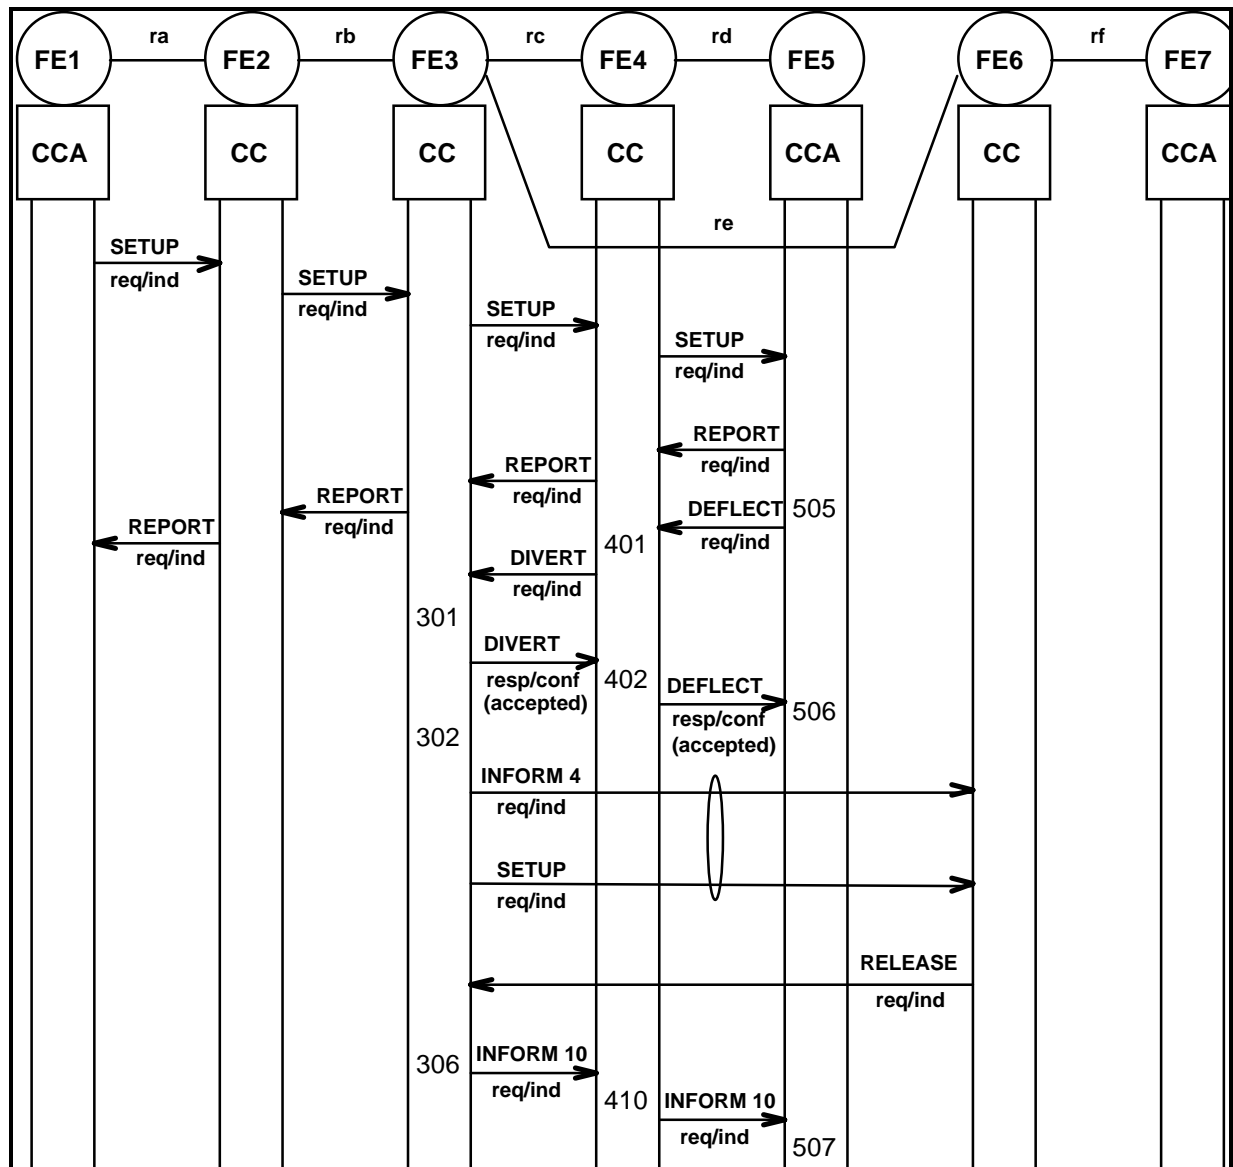 ra rb rc rd rf
FE1 FE2 FE3 FE4 FE5 FE6 FE7
CCA CC CC CC CCA CC CCA
re
SETUP
req/ind
SETUP
req/ind
SETUP
req/ind
SETUP
req/ind
REPORT
req/ind
REPORT
req/ind
REPORT
req/ind
REPORT
req/ind
DEFLECT 505
req/ind
401
DIVERT
req/ind
301
DIVERT
resp/conf
(accepted)
402
DEFLECT
resp/conf
(accepted)
506
302
INFORM 4
req/ind
SETUP
req/ind
RELEASE
req/ind
306
INFORM 10
req/ind
410
INFORM 10
req/ind
507